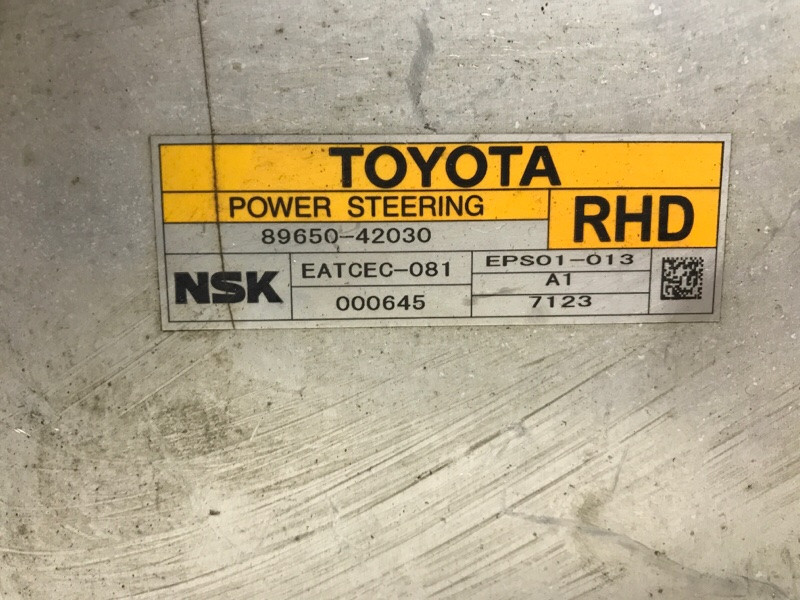 TOYOTA
POWER STEERING
RHD
89650-42030
NSK
EATCEC-081
000645
EPS01-013
A1
7123